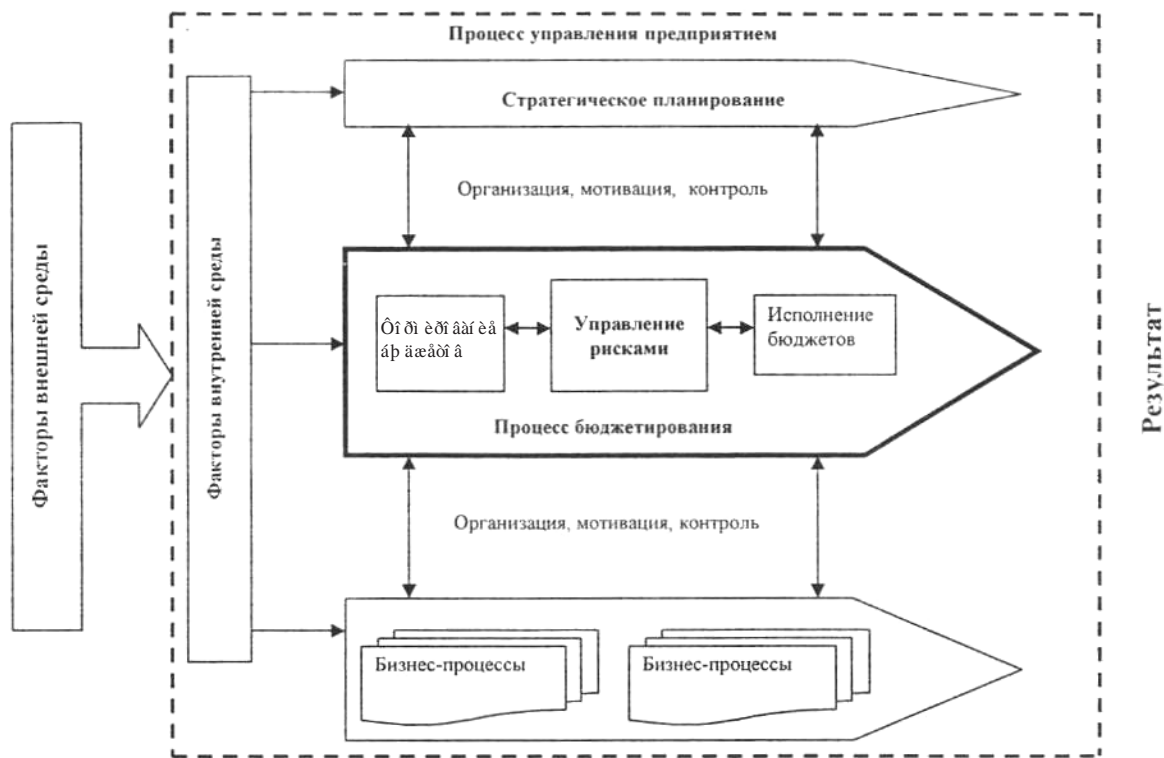 Процесс управления предприятием
Стратегическое планирование
Организация, мотивация, контроль
Факторы внешней среды
Факторы внутренней среды
Ôî ðì èðî âàí èå
áþ äæåòî â
Управление
рисками
Исполнение
бюджетов
Процесс бюджетирования
Результат
Организация, мотивация, контроль
Бизнес-процессы
Бизнес-процессы